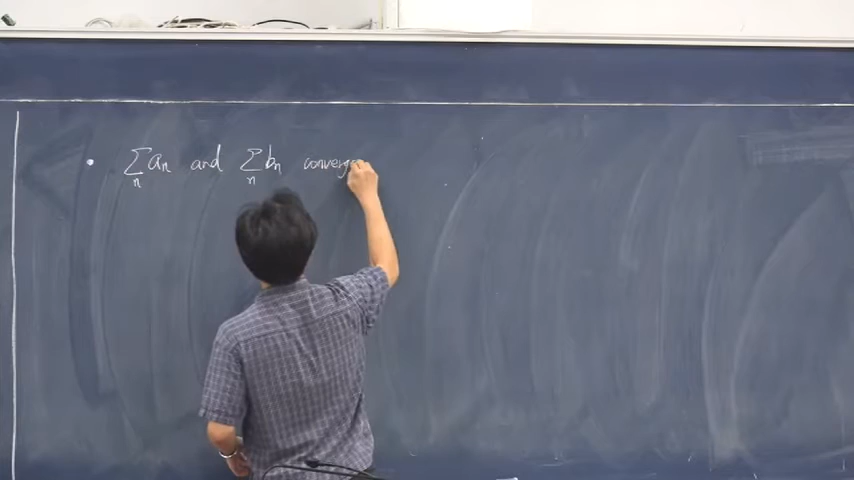 • ∑ₙ aₙ and ∑ₙ bₙ converge